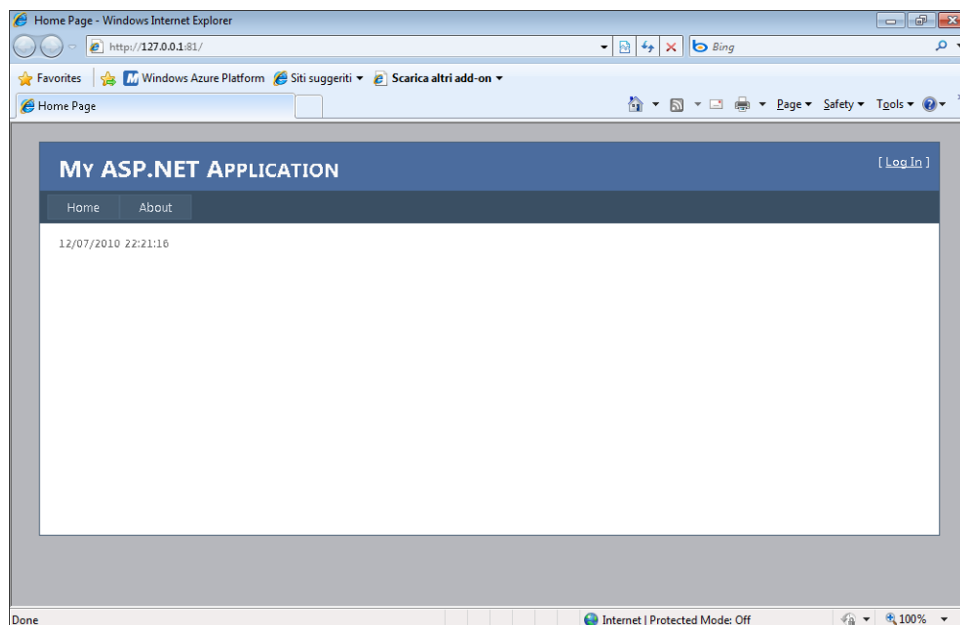 Home Page - Windows Internet Explorer
http://127.0.0.1:81/
Bing
Favorites Windows Azure Platform Siti suggeriti Scarica altri add-on
Home Page Page Safety Tools
My ASP.NET Application [ Log In ]
Home About
12/07/2010 22:21:16
Done Internet | Protected Mode: Off 100%